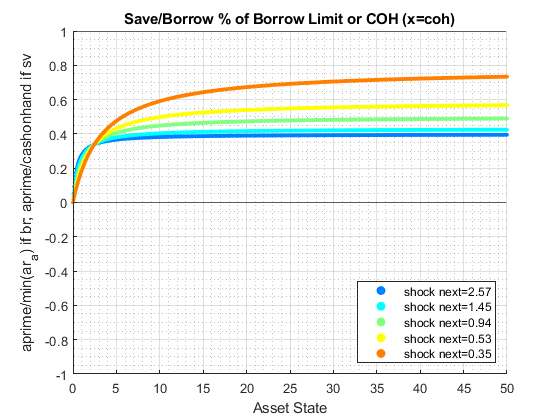 Save/Borrow % of Borrow Limit or COH (x=coh)
aprime/min(ar_a) if br; aprime/cashonhand if sv
1
0.8
0.6
0.4
0.2
0
-0.2
-0.4
-0.6
-0.8
-1
0 5 10 15 20 25 30 35 40 45 50
Asset State
shock next=2.57
shock next=1.45
shock next=0.94
shock next=0.53
shock next=0.35